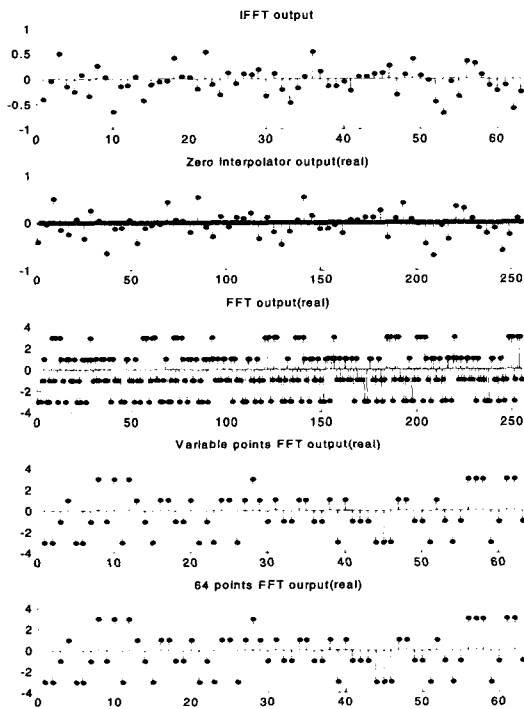 IFFT output
1
0.5
0
-0.5
-1
0 10 20 30 40 50 60
Zero Interpolator output(real)
1
0
-1
0 50 100 150 200 250
FFT output(real)
4
2
0
-2
-4
0 50 100 150 200 250
Variable points FFT output(real)
4
2
0
-2
-4
0 10 20 30 40 50 60
64 points FFT ourput(real)
4
2
0
-2
-4
0 10 20 30 40 50 60